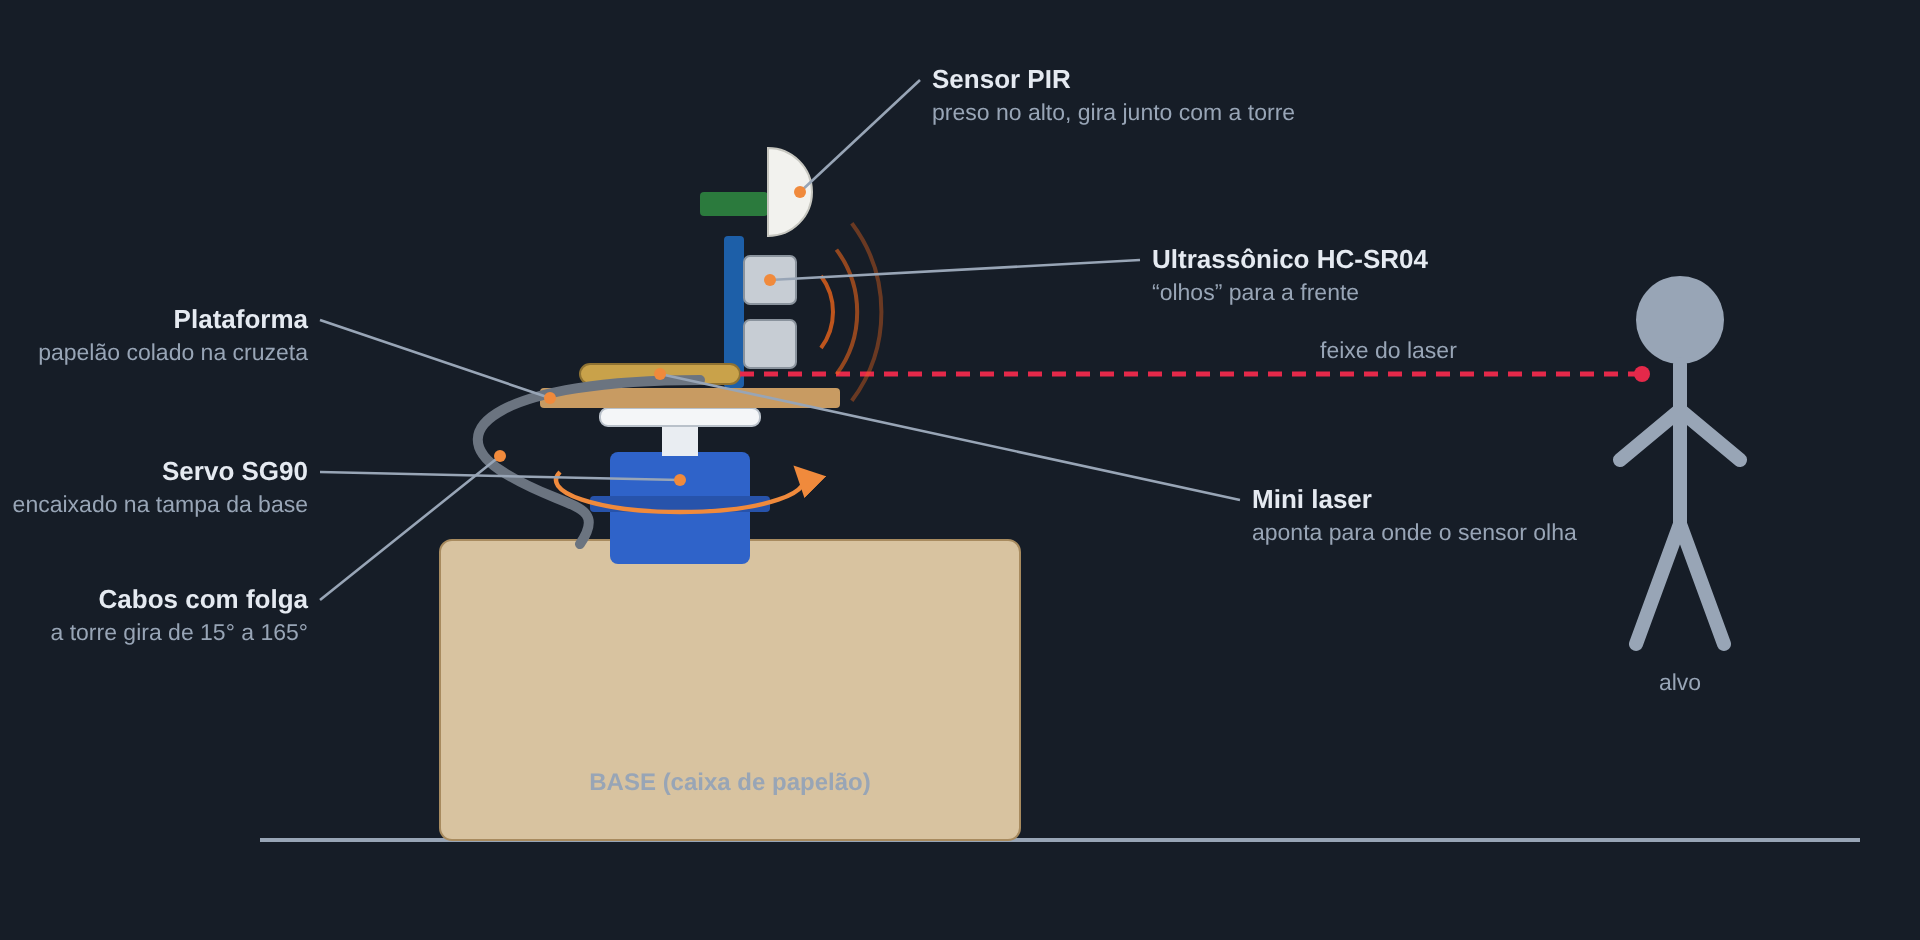 Sensor PIR
preso no alto, gira junto com a torre
Ultrassônico HC-SR04
“olhos” para a frente
Plataforma
papelão colado na cruzeta
feixe do laser
Servo SG90
encaixado na tampa da base
Mini laser
aponta para onde o sensor olha
Cabos com folga
a torre gira de 15° a 165°
alvo
BASE (caixa de papelão)